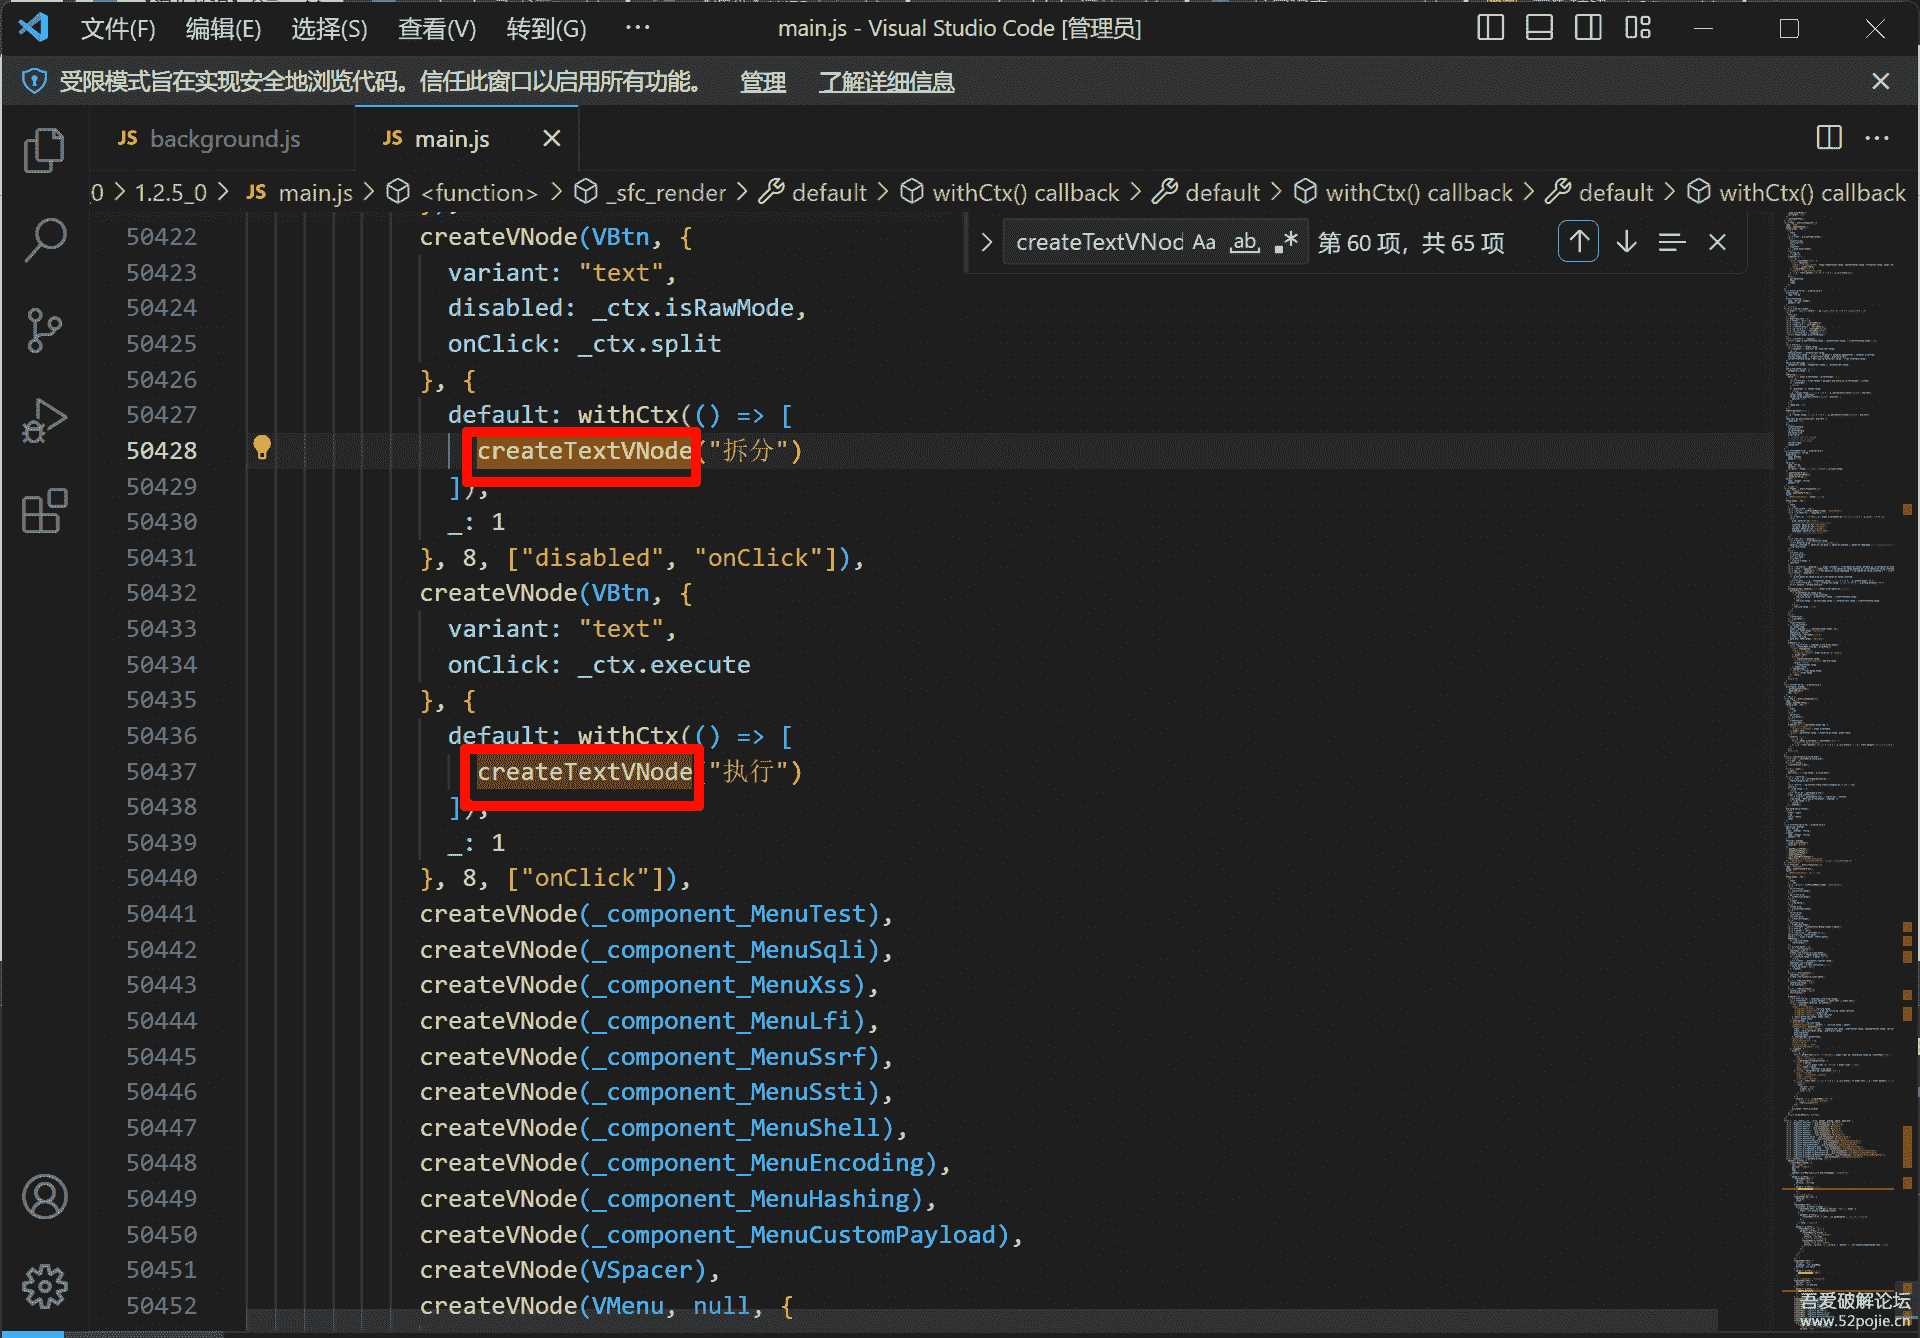 文件(F) 编辑(E) 选择(S) 查看(V) 转到(G) ··· main.js - Visual Studio Code [管理员]
受限模式旨在实现安全地浏览代码。信任此窗口以启用所有功能。 管理 了解详细信息
JS background.js JS main.js
0 > 1.2.5_0 > JS main.js > <function> > _sfc_render > default > withCtx() callback > default > withCtx() callback > default > withCtx() callback
createTextVNod Aa ab 第 60 项，共 65 项
50422 createVNode(VBtn, {
50423 variant: "text",
50424 disabled: _ctx.isRawMode,
50425 onClick: _ctx.split
50426 }, {
50427 default: withCtx(() => [
50428 createTextVNode("拆分")
50429 ]),
50430 _: 1
50431 }, 8, ["disabled", "onClick"]),
50432 createVNode(VBtn, {
50433 variant: "text",
50434 onClick: _ctx.execute
50435 }, {
50436 default: withCtx(() => [
50437 createTextVNode("执行")
50438 ]),
50439 _: 1
50440 }, 8, ["onClick"]),
50441 createVNode(_component_MenuTest),
50442 createVNode(_component_MenuSqli),
50443 createVNode(_component_MenuXss),
50444 createVNode(_component_MenuLfi),
50445 createVNode(_component_MenuSsrf),
50446 createVNode(_component_MenuSsti),
50447 createVNode(_component_MenuShell),
50448 createVNode(_component_MenuEncoding),
50449 createVNode(_component_MenuHashing),
50450 createVNode(_component_MenuCustomPayload),
50451 createVNode(VSpacer),
50452 createVNode(VMenu, null, {
吾爱破解论坛
www.52pojie.cn